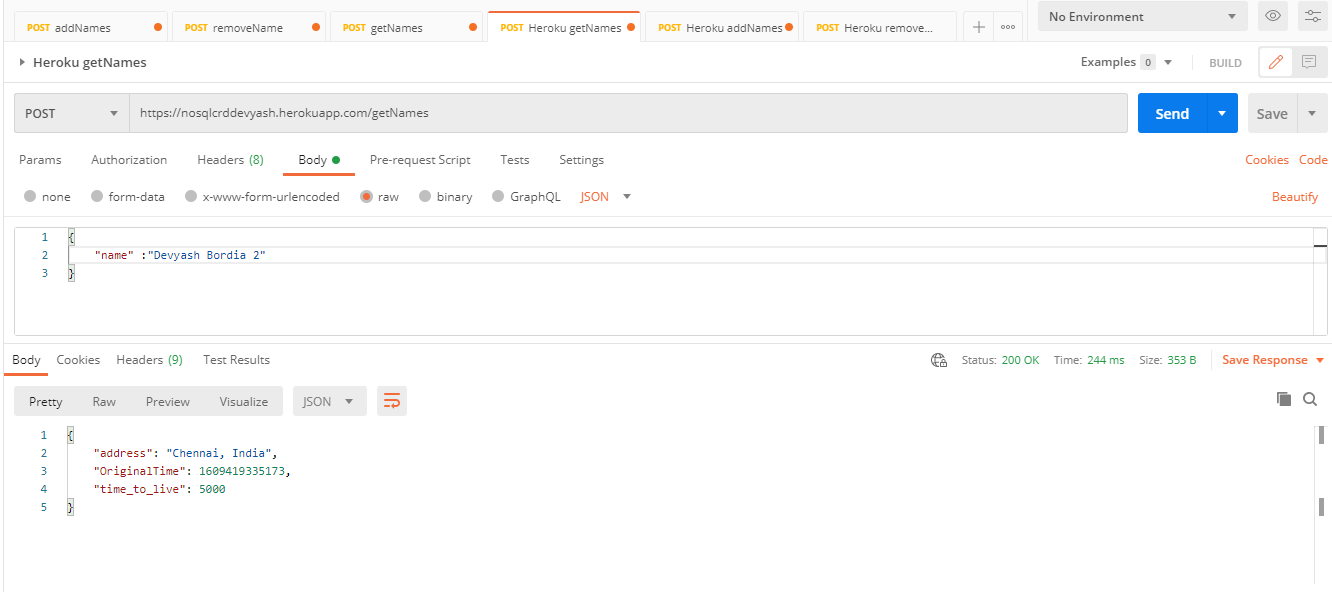 POST addNames POST removeName POST getNames POST Heroku getNames POST Heroku addNames POST Heroku remove... No Environment
Heroku getNames Examples 0 BUILD
POST https://nosqlcrddevyash.herokuapp.com/getNames Send Save
Params Authorization Headers (8) Body Pre-request Script Tests Settings Cookies Code
none form-data x-www-form-urlencoded raw binary GraphQL JSON Beautify
1 {
2 "name" :"Devyash Bordia 2"
3 }
Body Cookies Headers (9) Test Results Status: 200 OK Time: 244 ms Size: 353 B Save Response
Pretty Raw Preview Visualize JSON
1 {
2 "address": "Chennai, India",
3 "OriginalTime": 1609419335173,
4 "time_to_live": 5000
5 }